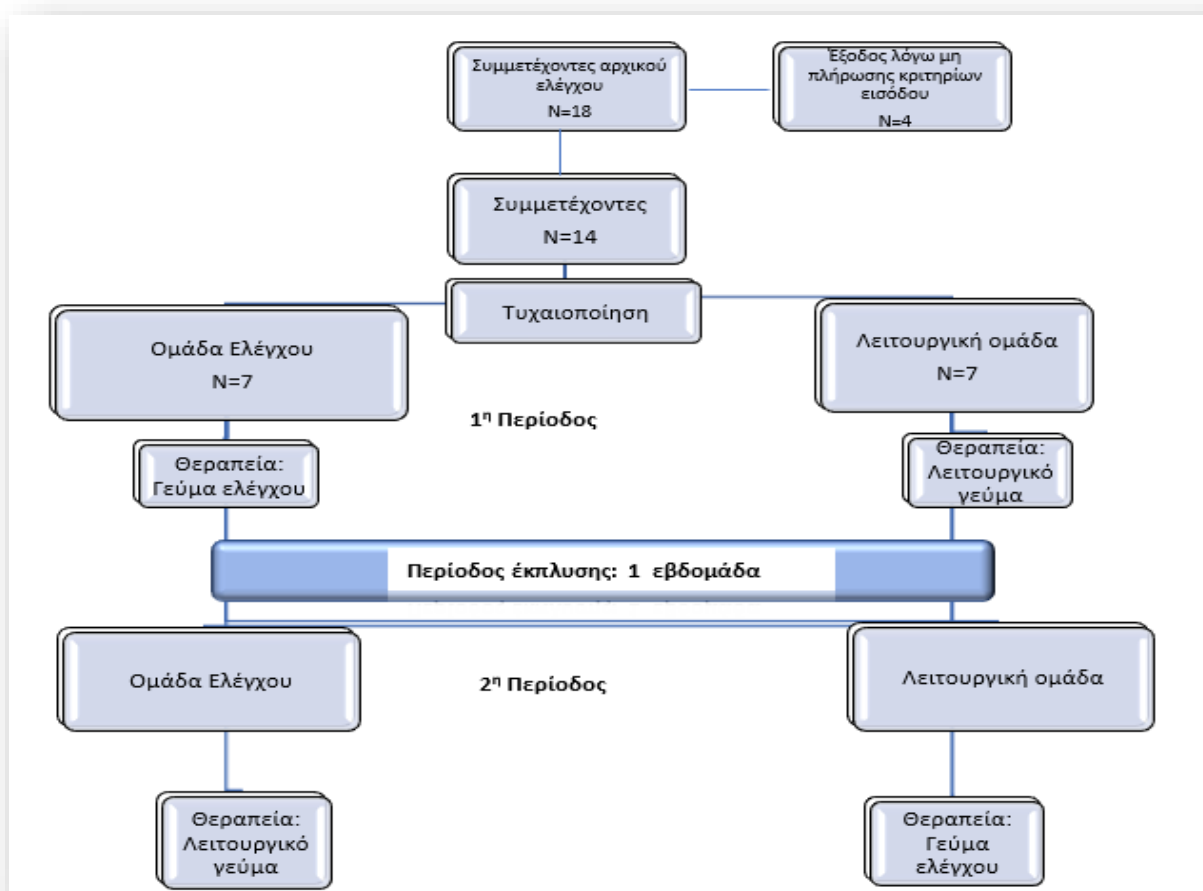 Συμμετέχοντες αρχικού
ελέγχου
N=18
Έξοδος λόγω μη
πλήρωσης κριτηρίων
εισόδου
N=4
Συμμετέχοντες
N=14
Τυχαιοποίηση
Ομάδα Ελέγχου
N=7
Λειτουργική ομάδα
N=7
1η Περίοδος
Θεραπεία:
Γεύμα ελέγχου
Θεραπεία:
Λειτουργικό
γεύμα
Περίοδος έκπλυσης: 1 εβδομάδα
Ομάδα Ελέγχου
2η Περίοδος
Λειτουργική ομάδα
Θεραπεία:
Λειτουργικό
γεύμα
Θεραπεία:
Γεύμα
ελέγχου